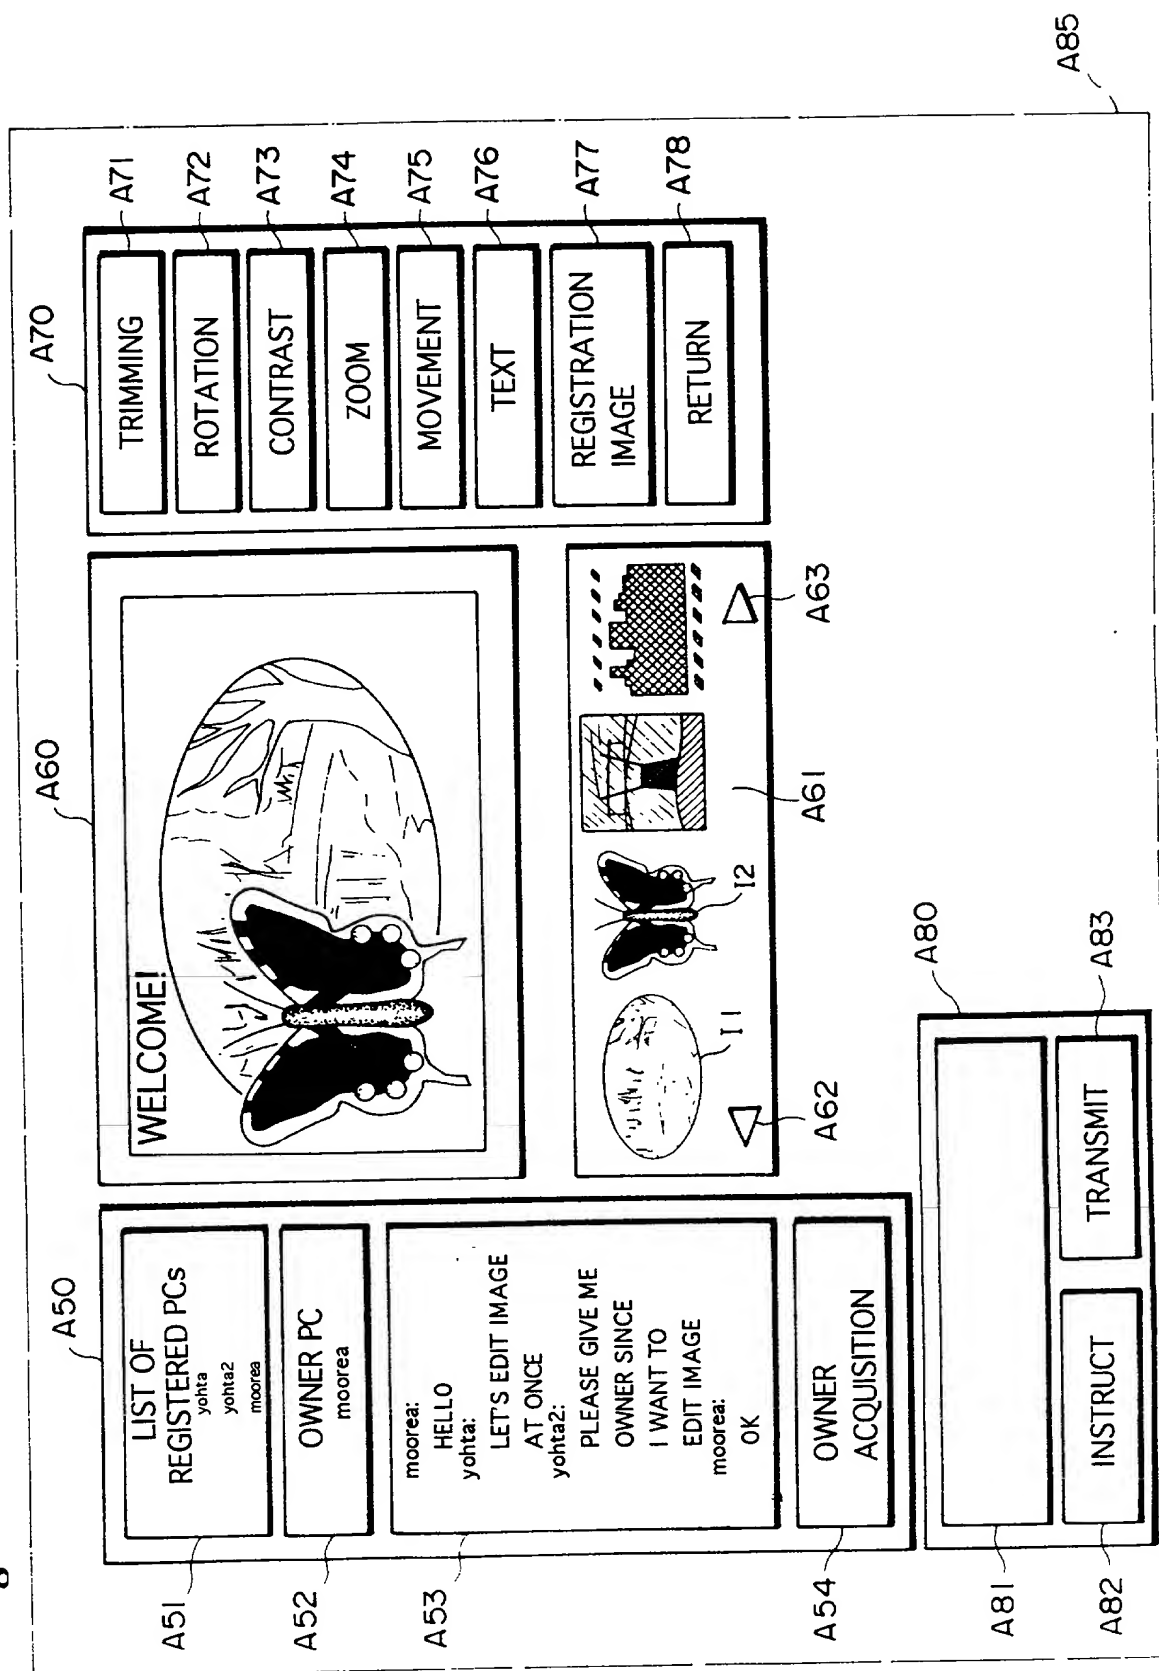 A50
LIST OF
REGISTERED PCs
yohta
yohta2
moorea
A51
OWNER PC
moorea
A52
moorea:
HELLO
yohta:
LET'S EDIT IMAGE
AT ONCE
yohta2:
PLEASE GIVE ME
OWNER SINCE
I WANT TO
EDIT IMAGE
moorea:
OK
A53
OWNER
ACQUISITION
A54
A60
WELCOME!
I1
I2
A62
A61
A63
A70
TRIMMING
A71
ROTATION
A72
CONTRAST
A73
ZOOM
A74
MOVEMENT
A75
TEXT
A76
REGISTRATION
IMAGE
A77
RETURN
A78
A80
A81
INSTRUCT
A82
TRANSMIT
A83
A85